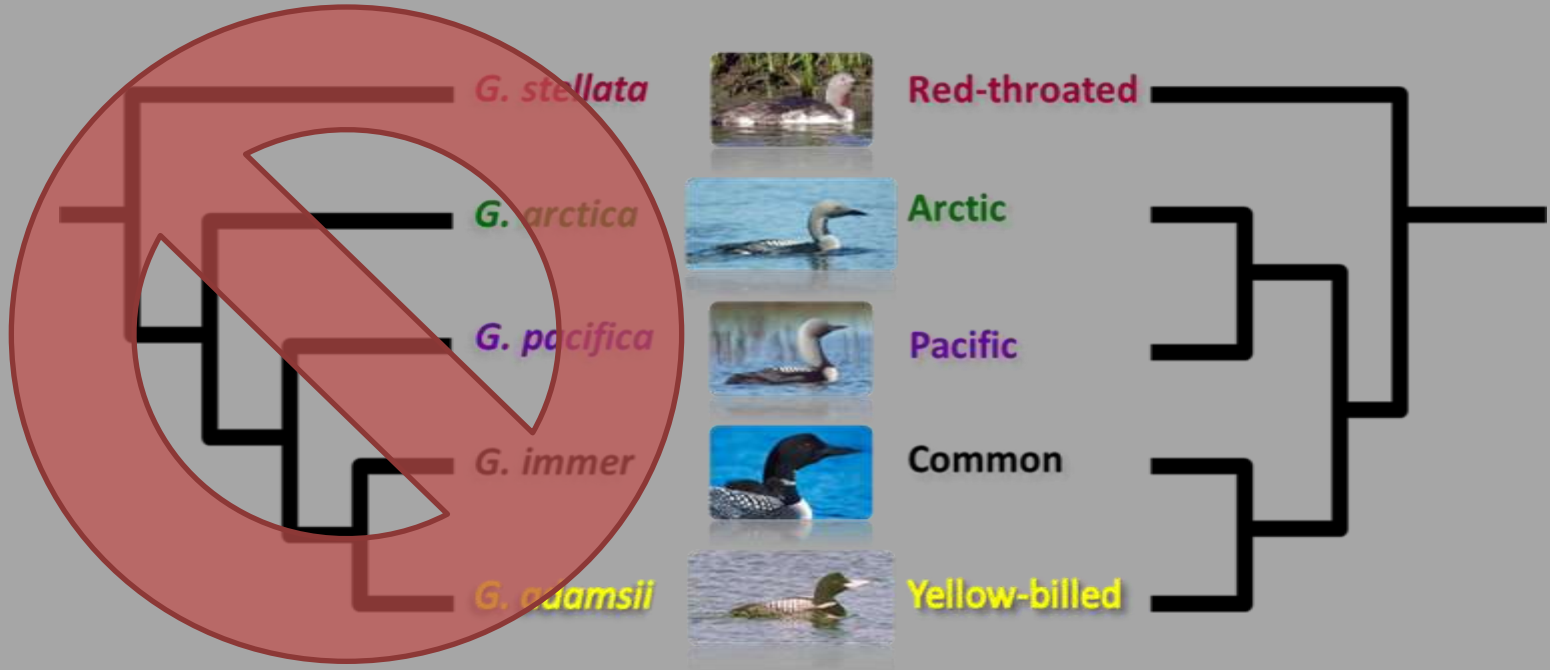 G. stellata
Red-throated
G. arctica
Arctic
G. pacifica
Pacific
G. immer
Common
G. adamsii
Yellow-billed